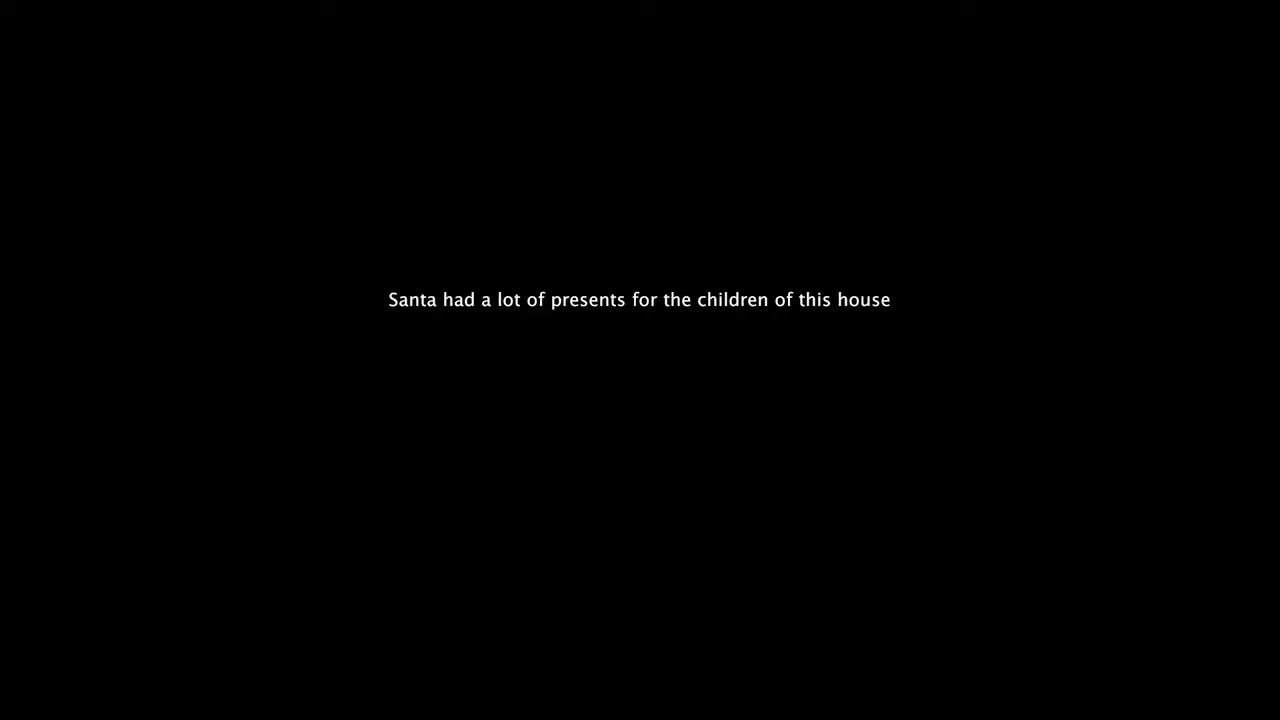 Santa had a lot of presents for the children of this house